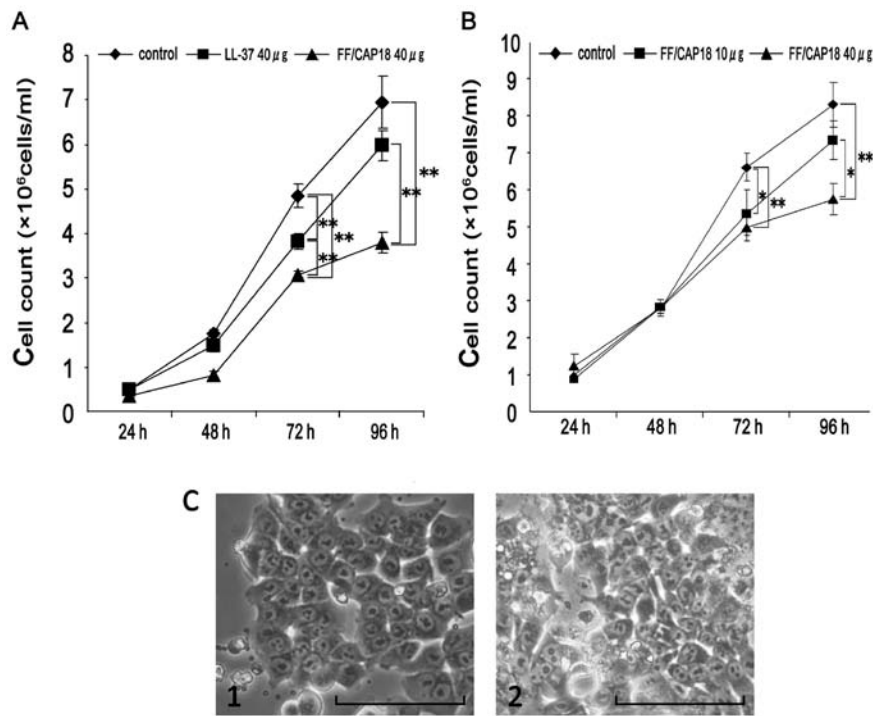 A
B
control LL-37 40μg FF/CAP18 40μg
control FF/CAP18 10μg FF/CAP18 40μg
Cell count (×10⁶cells/ml)
8
7
6
5
4
3
2
1
0
24 h 48 h 72 h 96 h
** ** **
** **
Cell count (×10⁶cells/ml)
10
9
8
7
6
5
4
3
2
1
0
24 h 48 h 72 h 96 h
* **
* **
C
1
2